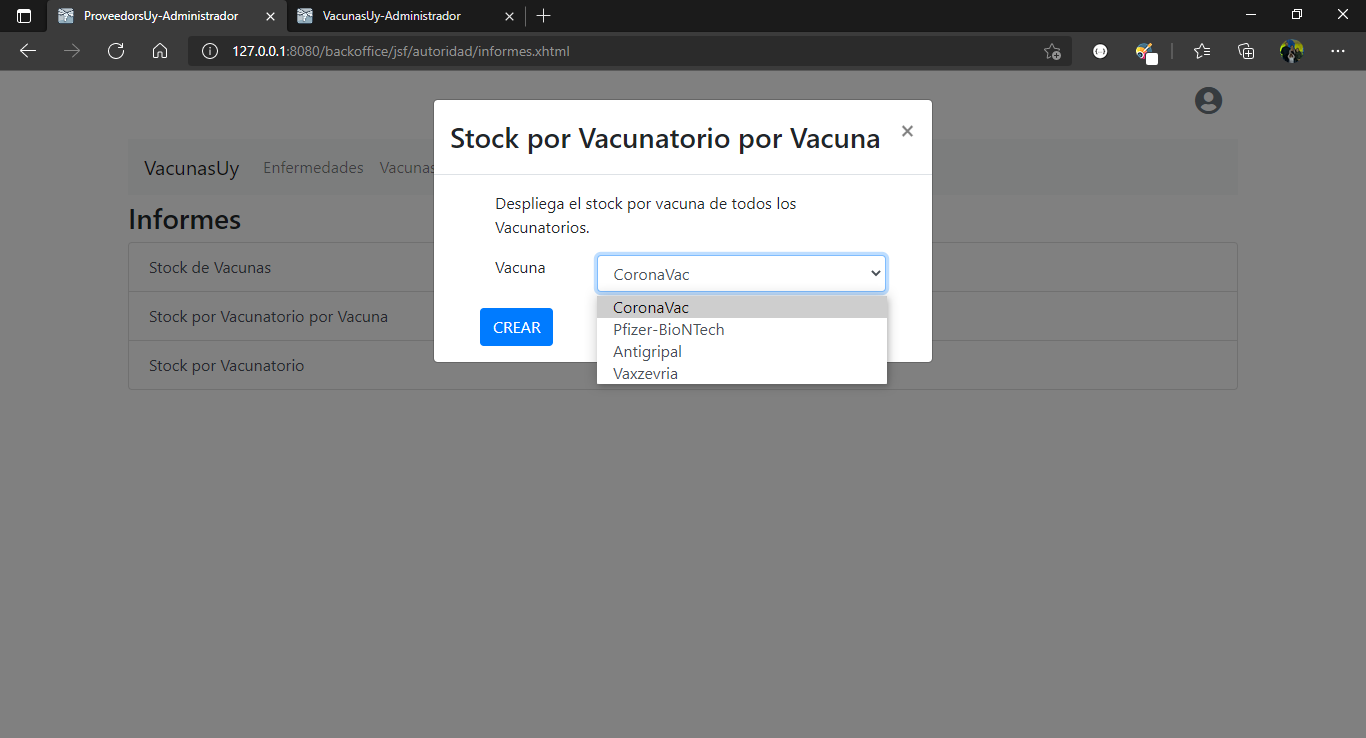 ProveedorsUy-Administrador
VacunasUy-Administrador
127.0.0.1:8080/backoffice/jsf/autoridad/informes.xhtml
Stock por Vacunatorio por Vacuna
×
VacunasUy Enfermedades Vacunas
Despliega el stock por vacuna de todos los
Vacunatorios.
Informes
Stock de Vacunas
Stock por Vacunatorio por Vacuna
Stock por Vacunatorio
Vacuna
CoronaVac
CoronaVac
Pfizer-BioNTech
Antigripal
Vaxzevria
CREAR